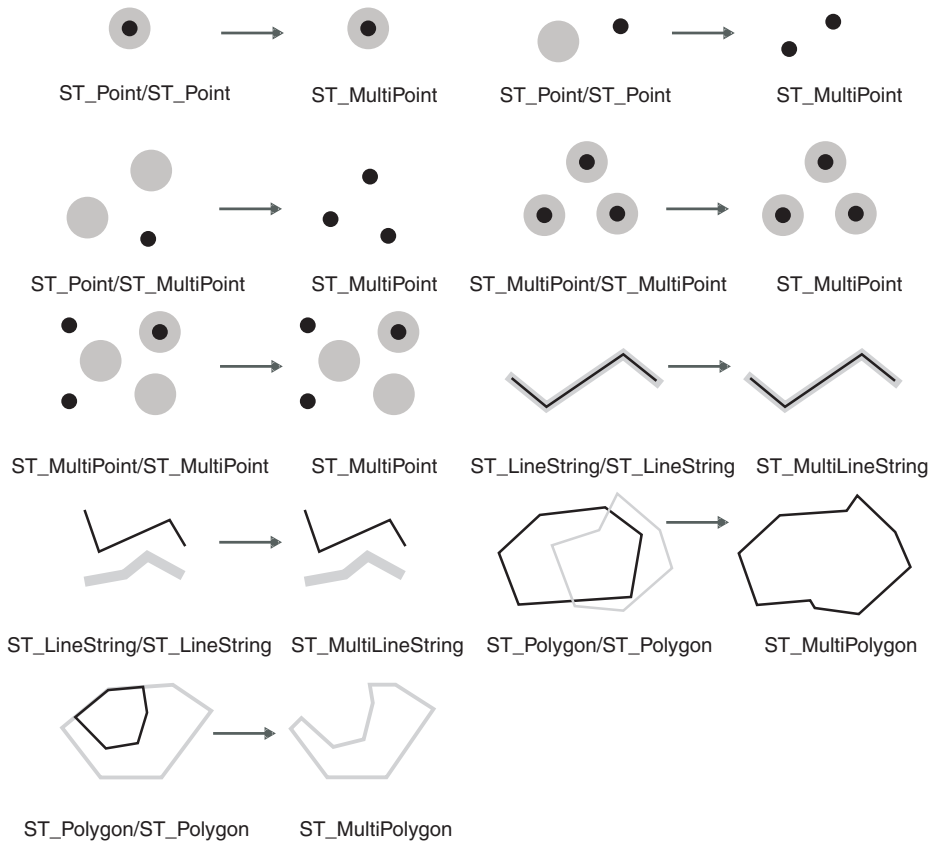 ST_Point/ST_Point
ST_MultiPoint
ST_Point/ST_Point
ST_MultiPoint
ST_Point/ST_MultiPoint
ST_MultiPoint
ST_MultiPoint/ST_MultiPoint
ST_MultiPoint
ST_MultiPoint/ST_MultiPoint
ST_MultiPoint
ST_LineString/ST_LineString
ST_MultiLineString
ST_LineString/ST_LineString
ST_MultiLineString
ST_Polygon/ST_Polygon
ST_MultiPolygon
ST_Polygon/ST_Polygon
ST_MultiPolygon